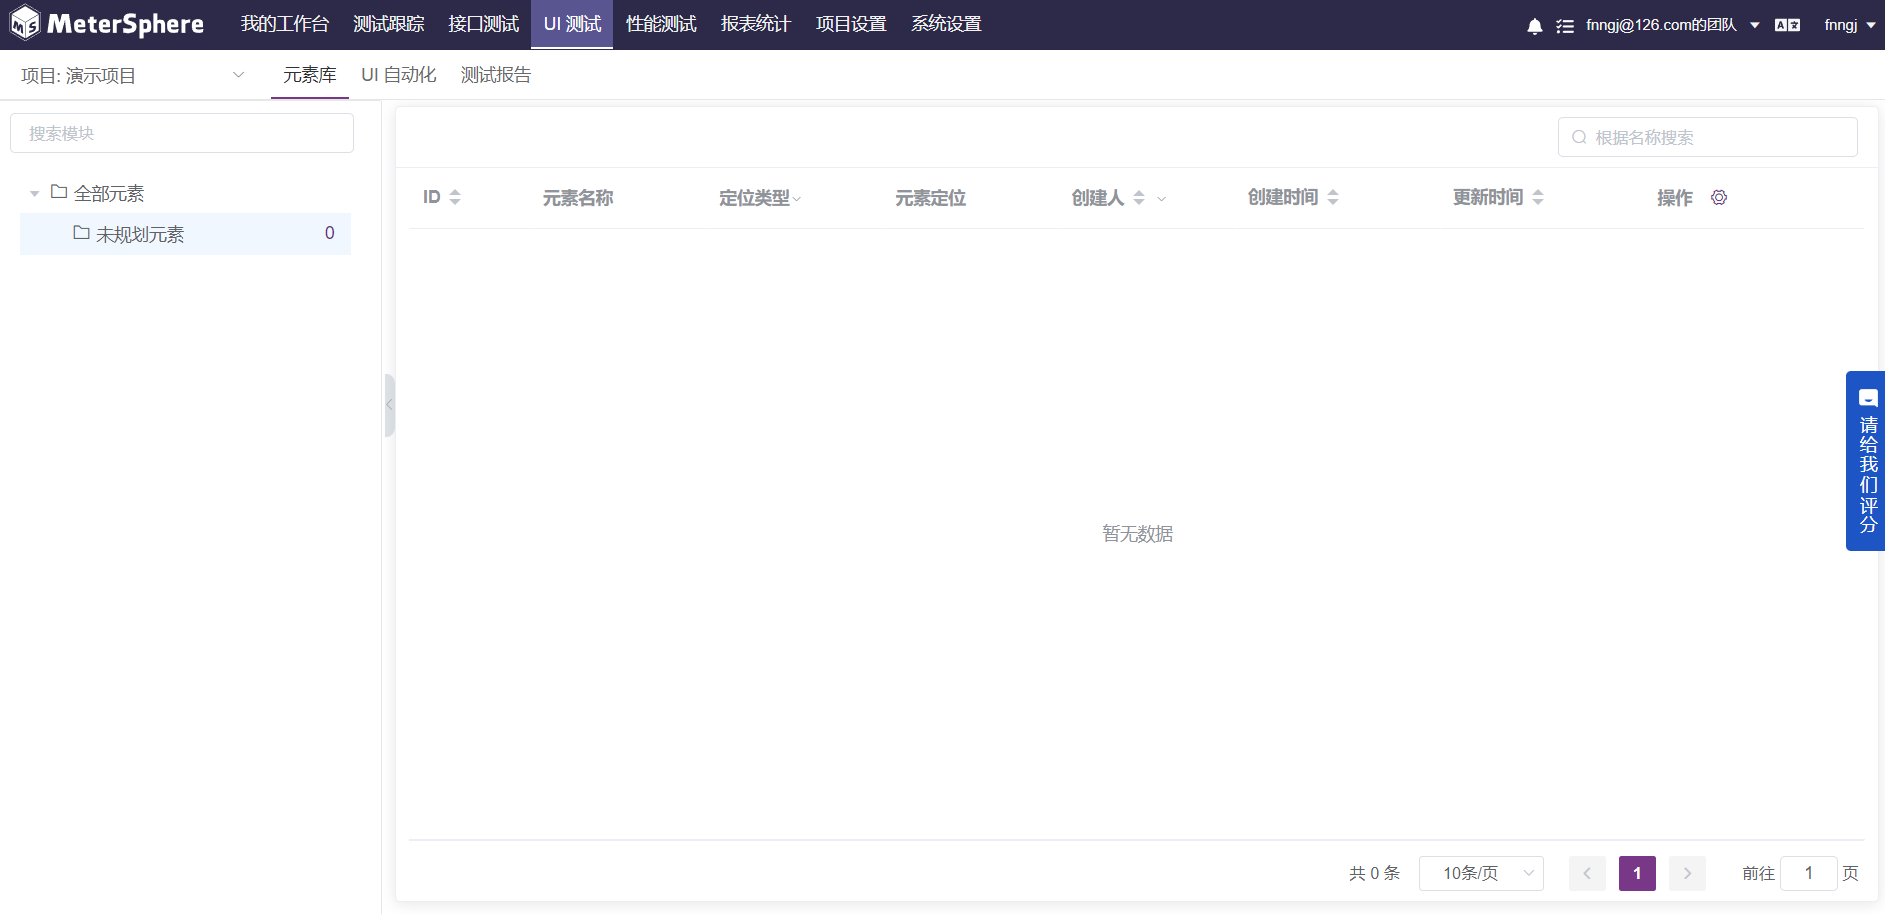 MeterSphere 我的工作台 测试跟踪 接口测试 UI 测试 性能测试 报表统计 项目设置 系统设置 fnngj@126.com的团队 fnngj
项目: 演示项目 元素库 UI 自动化 测试报告
搜索模块
根据名称搜索
全部元素
未规划元素 0
ID 元素名称 定位类型 元素定位 创建人 创建时间 更新时间 操作
暂无数据
请给我们评分
共 0 条 10条/页 1 前往 1 页